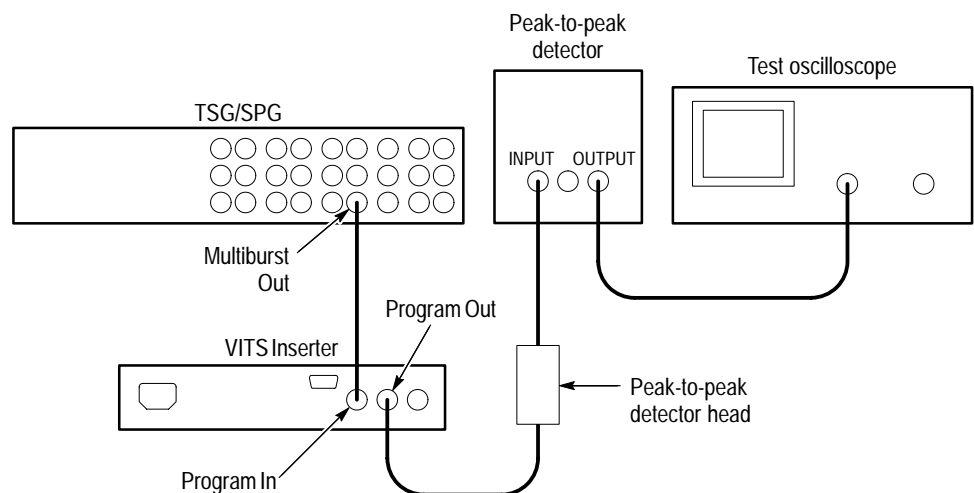 Peak-to-peak
detector
Test oscilloscope
TSG/SPG
INPUT OUTPUT
Multiburst
Out
Program Out
VITS Inserter
Peak-to-peak
detector head
Program In